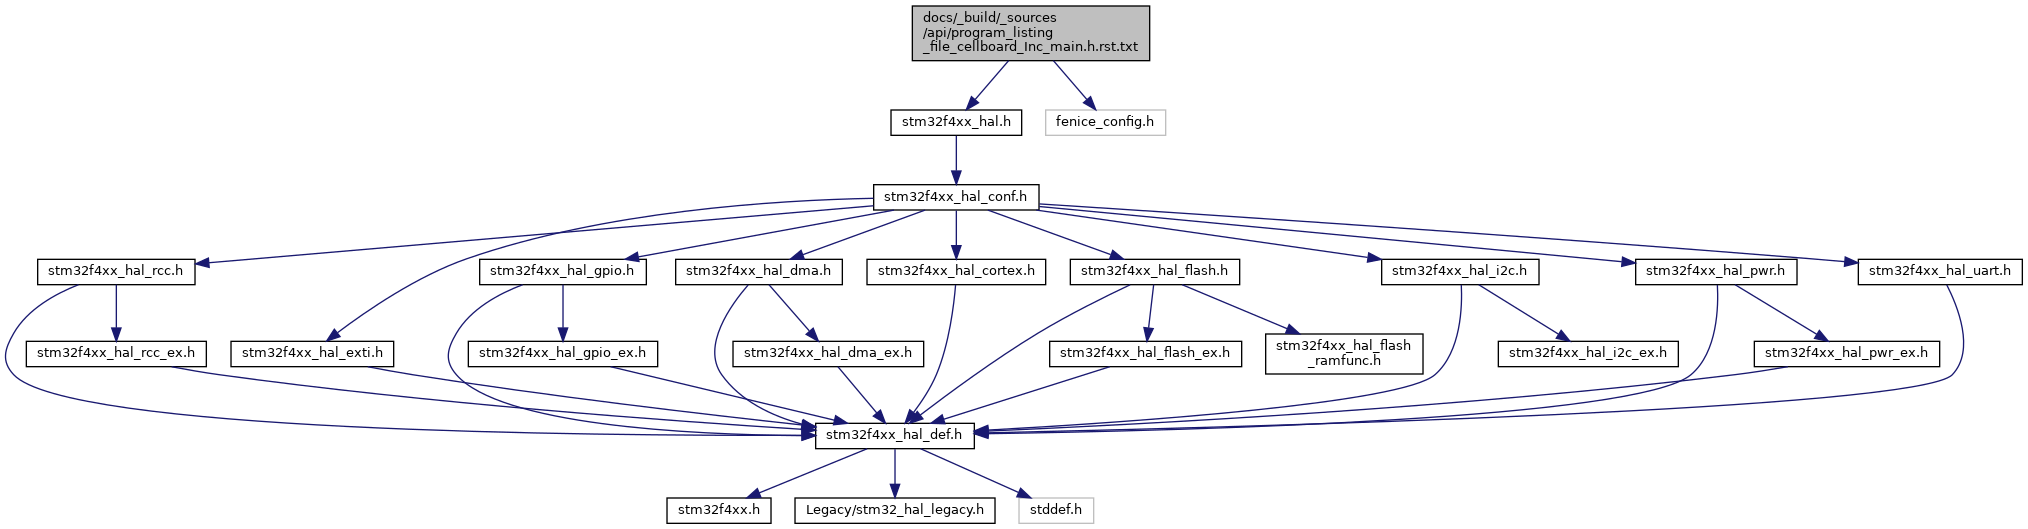 docs/_build/_sources
/api/program_listing
_file_cellboard_Inc_main.h.rst.txt
stm32f4xx_hal.h
fenice_config.h
stm32f4xx_hal_conf.h
stm32f4xx_hal_rcc.h
stm32f4xx_hal_gpio.h
stm32f4xx_hal_dma.h
stm32f4xx_hal_cortex.h
stm32f4xx_hal_flash.h
stm32f4xx_hal_i2c.h
stm32f4xx_hal_pwr.h
stm32f4xx_hal_uart.h
stm32f4xx_hal_rcc_ex.h
stm32f4xx_hal_exti.h
stm32f4xx_hal_gpio_ex.h
stm32f4xx_hal_dma_ex.h
stm32f4xx_hal_flash_ex.h
stm32f4xx_hal_flash
_ramfunc.h
stm32f4xx_hal_i2c_ex.h
stm32f4xx_hal_pwr_ex.h
stm32f4xx_hal_def.h
stm32f4xx.h
Legacy/stm32_hal_legacy.h
stddef.h